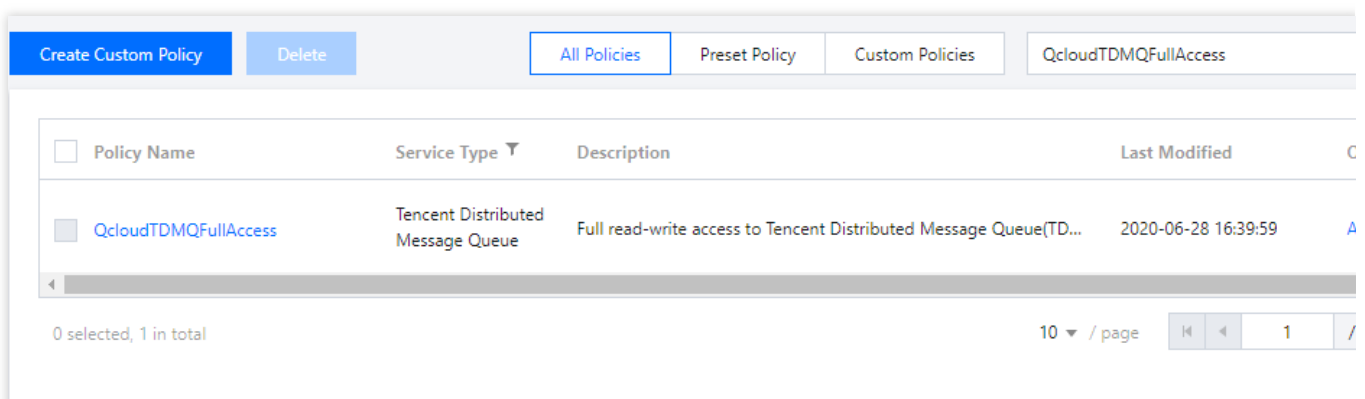 Create Custom Policy Delete All Policies Preset Policy Custom Policies QcloudTDMQFullAccess
Policy Name Service Type Description Last Modified
QcloudTDMQFullAccess Tencent Distributed Message Queue Full read-write access to Tencent Distributed Message Queue(TD... 2020-06-28 16:39:59 A
0 selected, 1 in total 10 / page 1 /